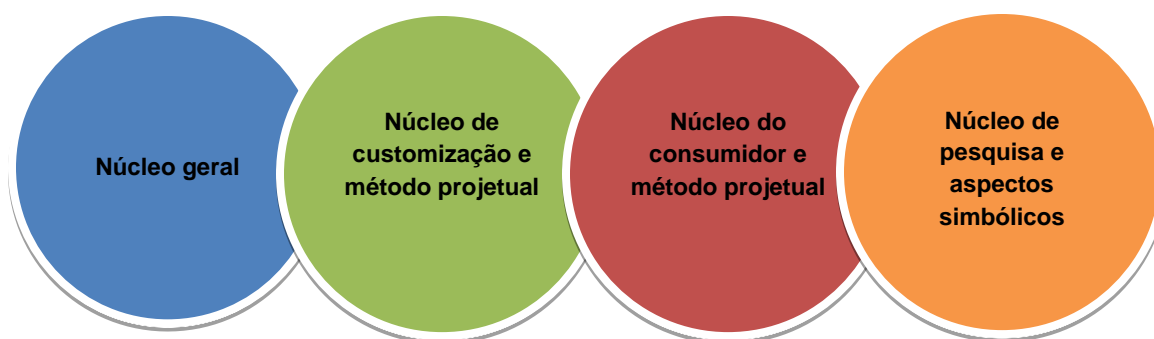 Núcleo geral
Núcleo de
customização e
método projetual
Núcleo do
consumidor e
método projetual
Núcleo de
pesquisa e
aspectos
simbólicos